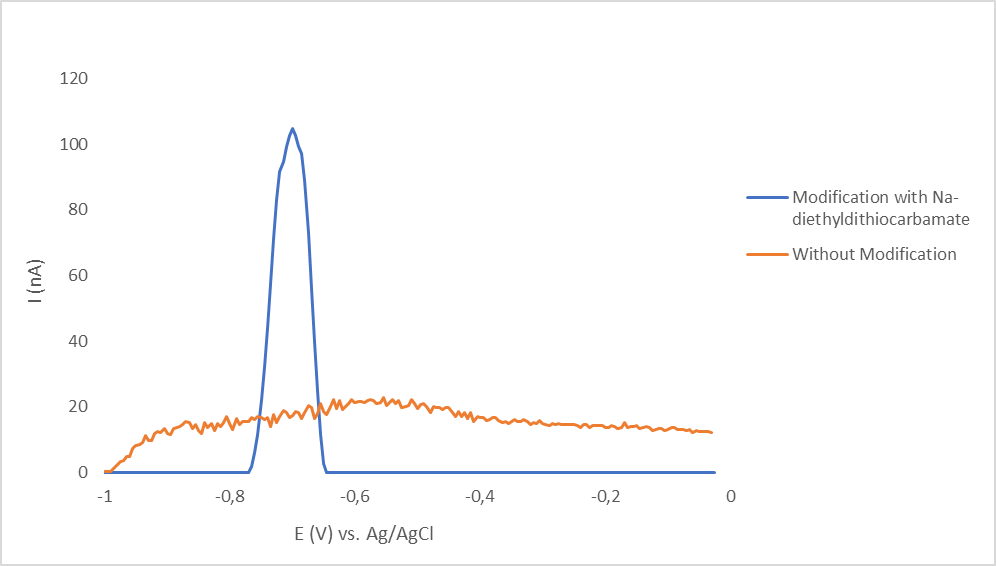 120
100
80
60
40
20
0
I (nA)
-1
-0,8
-0,6
-0,4
-0,2
0
E (V) vs. Ag/AgCl
Modification with Na-
diethyldithiocarbamate
Without Modification